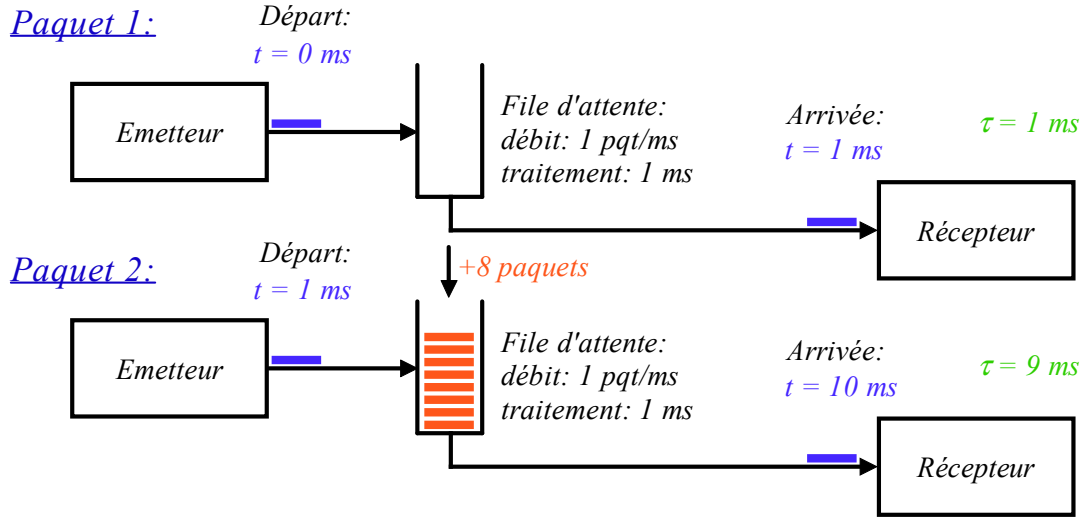 Paquet 1:
Départ:
t = 0 ms
Emetteur
File d'attente:
débit: 1 pqt/ms
traitement: 1 ms
Arrivée:
t = 1 ms
τ = 1 ms
Récepteur
Paquet 2:
Départ:
t = 1 ms
+8 paquets
Emetteur
File d'attente:
débit: 1 pqt/ms
traitement: 1 ms
Arrivée:
t = 10 ms
τ = 9 ms
Récepteur